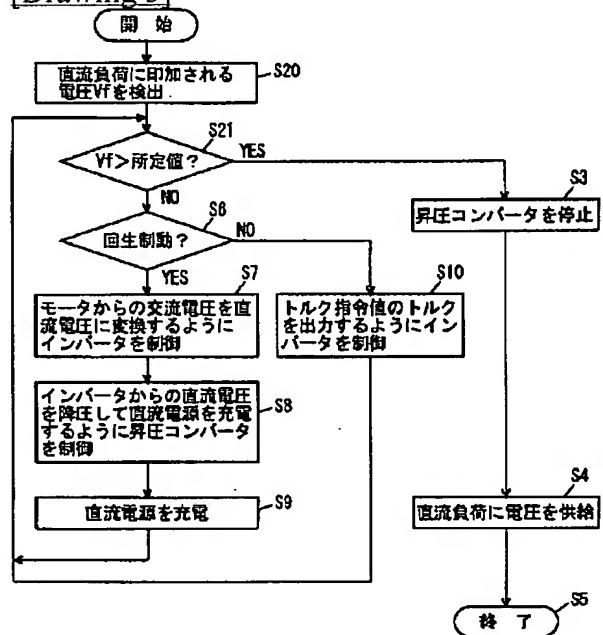 開 始
直流負荷に印加される
電圧Vfを検出
S20
S21
Vf>所定値?
YES
NO
S3
昇圧コンバータを停止
S6
回生制動?
NO
YES
S7
モータからの交流電圧を直
流電圧に変換するように
インバータを制御
S10
トルク指令値のトルク
を出力するようにイン
バータを制御
インバータからの直流電圧
を降圧して直流電源を充電
するように昇圧コンバータ
を制御
S8
直流電源を充電
S9
S4
直流負荷に電圧を供給
S5
終 了